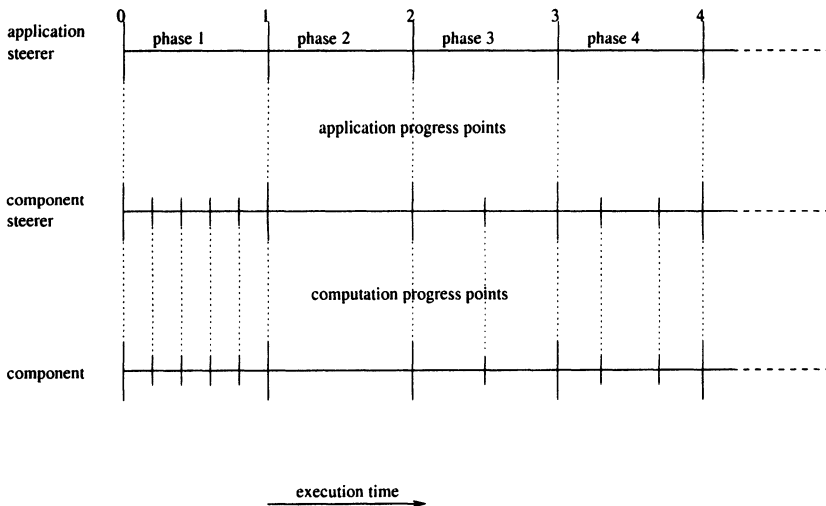 0 1 2 3 4
application
steerer
phase 1 phase 2 phase 3 phase 4
application progress points
component
steerer
computation progress points
component
execution time